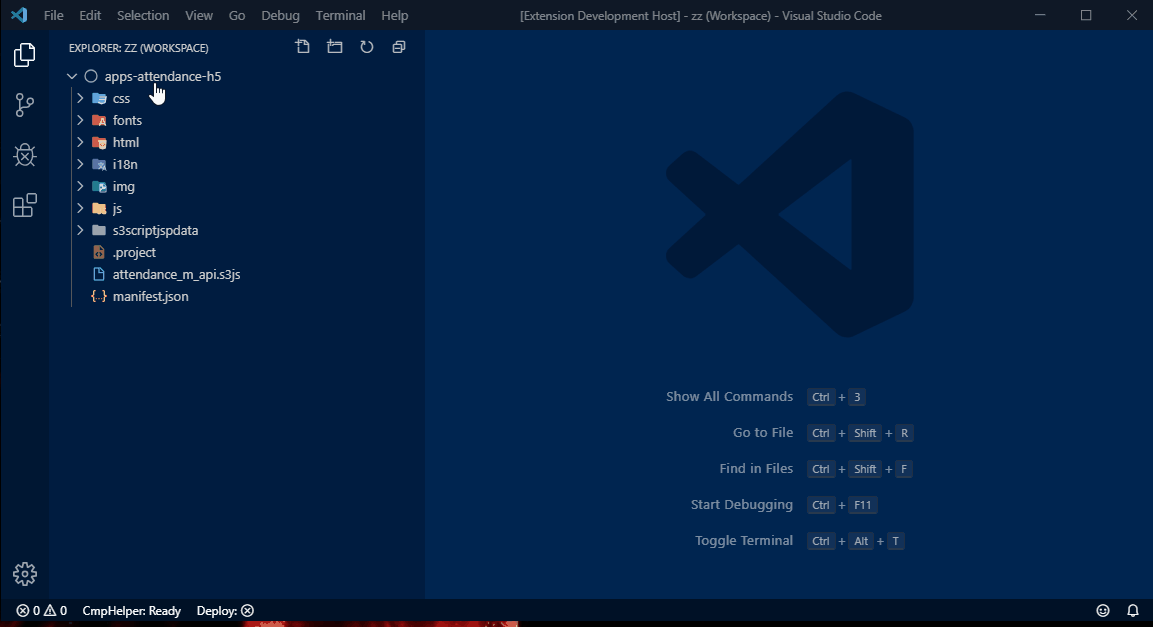 File Edit Selection View Go Debug Terminal Help [Extension Development Host] - zz (Workspace) - Visual Studio Code
EXPLORER: ZZ (WORKSPACE)
apps-attendance-h5
css
fonts
html
i18n
img
js
s3scriptjspdata
.project
attendance_m_api.s3js
{..} manifest.json
Show All Commands Ctrl + 3
Go to File Ctrl + Shift + R
Find in Files Ctrl + Shift + F
Start Debugging Ctrl + F11
Toggle Terminal Ctrl + Alt + T
0 0 CmpHelper: Ready Deploy: